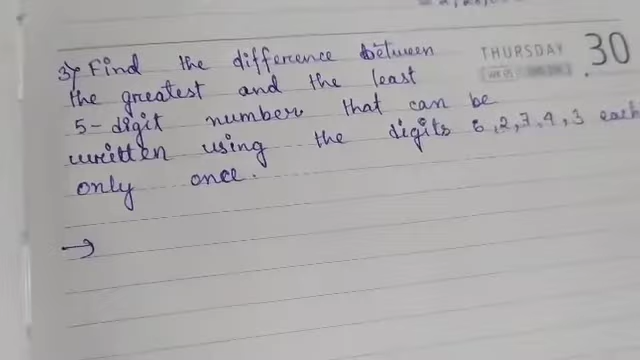 3) Find the difference between
the greatest and the least
5-digit number that can be
written using the digits 6,2,7,4,3 each
only once.
→
THURSDAY
30